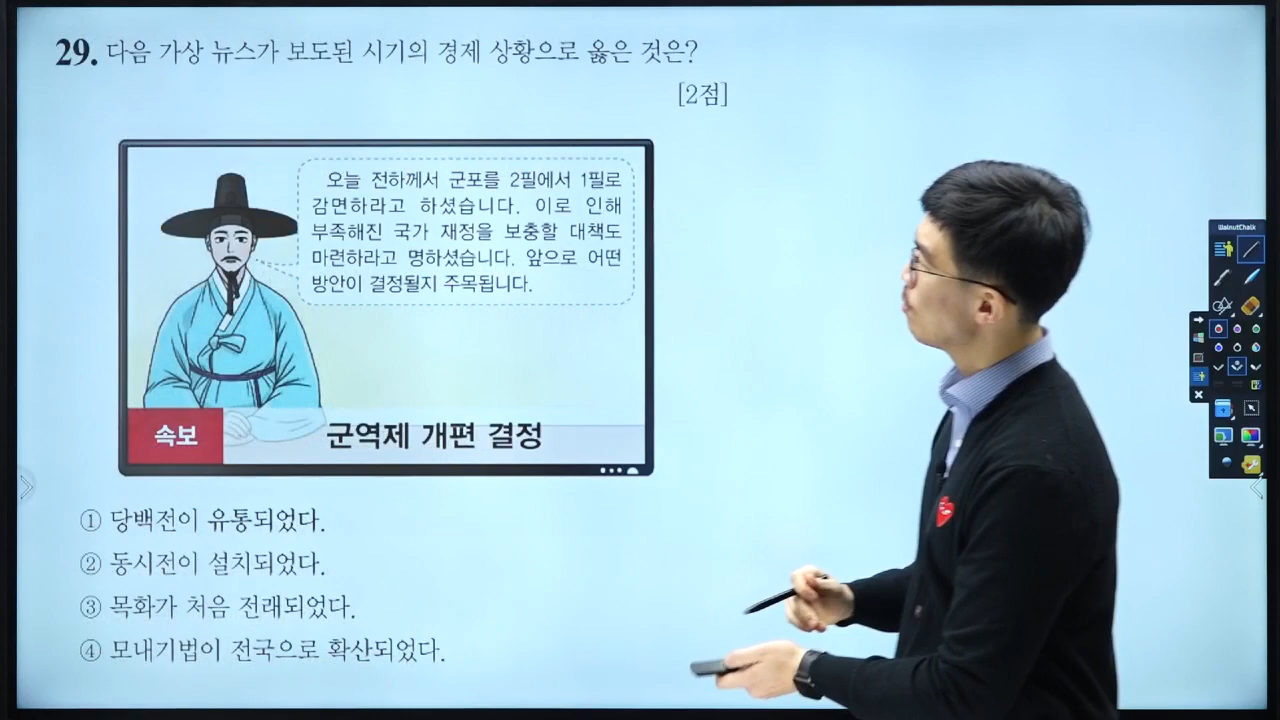 29. 다음 가상 뉴스가 보도된 시기의 경제 상황으로 옳은 것은?
[2점]
오늘 전하께서 군포를 2필에서 1필로
감면하라고 하셨습니다. 이로 인해
부족해진 국가 재정을 보충할 대책도
마련하라고 명하셨습니다. 앞으로 어떤
방안이 결정될지 주목됩니다.
속보
군역제 개편 결정
① 당백전이 유통되었다.
② 동시전이 설치되었다.
③ 목화가 처음 전래되었다.
④ 모내기법이 전국으로 확산되었다.
WalnutChalk